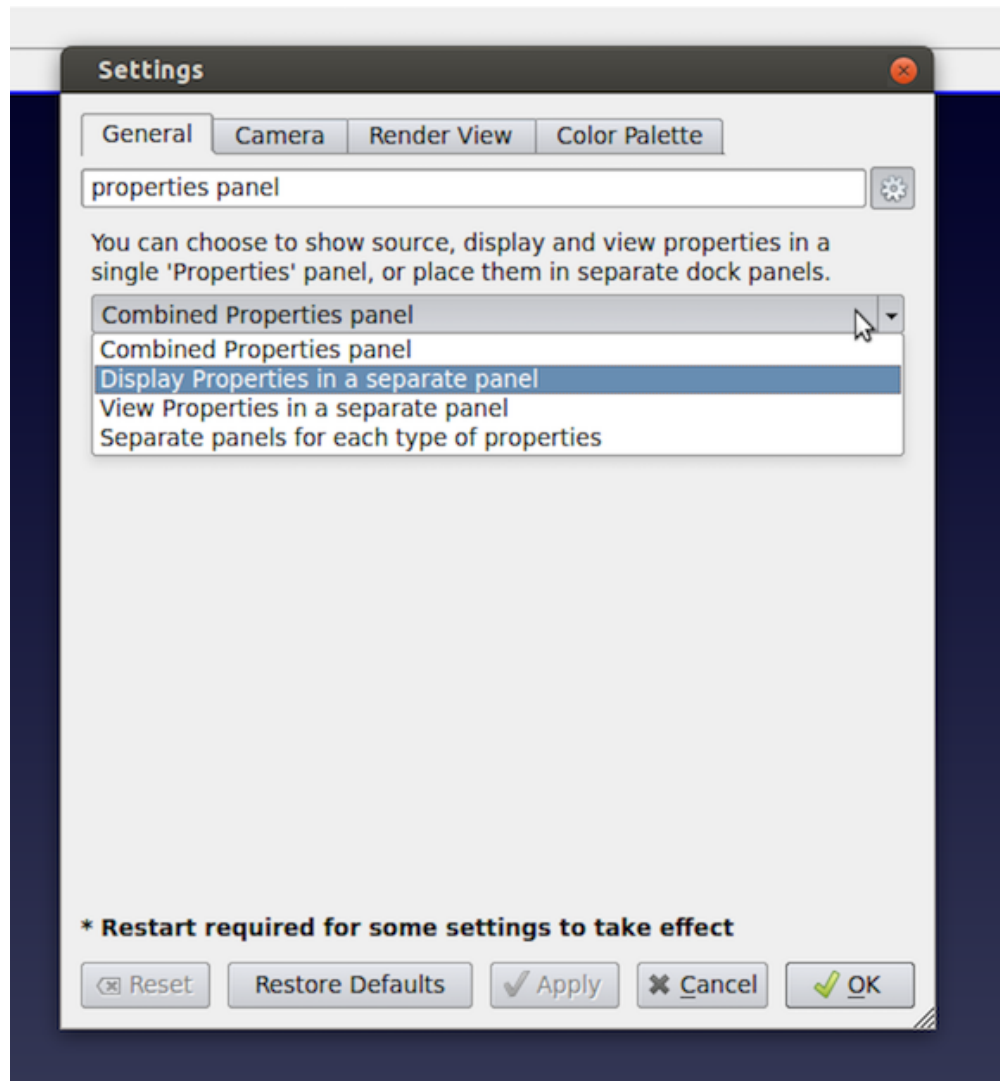 Settings
General Camera Render View Color Palette
properties panel
You can choose to show source, display and view properties in a
single 'Properties' panel, or place them in separate dock panels.
Combined Properties panel
Combined Properties panel
Display Properties in a separate panel
View Properties in a separate panel
Separate panels for each type of properties
* Restart required for some settings to take effect
Reset Restore Defaults Apply Cancel OK